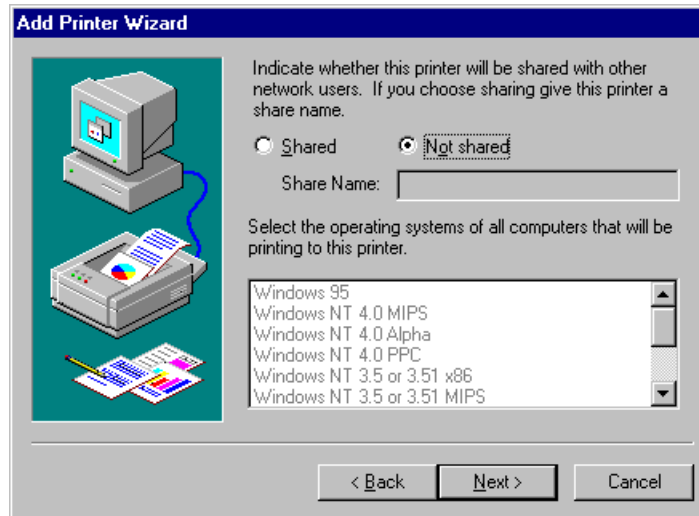 Add Printer Wizard
Indicate whether this printer will be shared with other
network users. If you choose sharing give this printer a
share name.
Shared Not shared
Share Name:
Select the operating systems of all computers that will be
printing to this printer.
Windows 95
Windows NT 4.0 MIPS
Windows NT 4.0 Alpha
Windows NT 4.0 PPC
Windows NT 3.5 or 3.51 x86
Windows NT 3.5 or 3.51 MIPS
< Back Next > Cancel